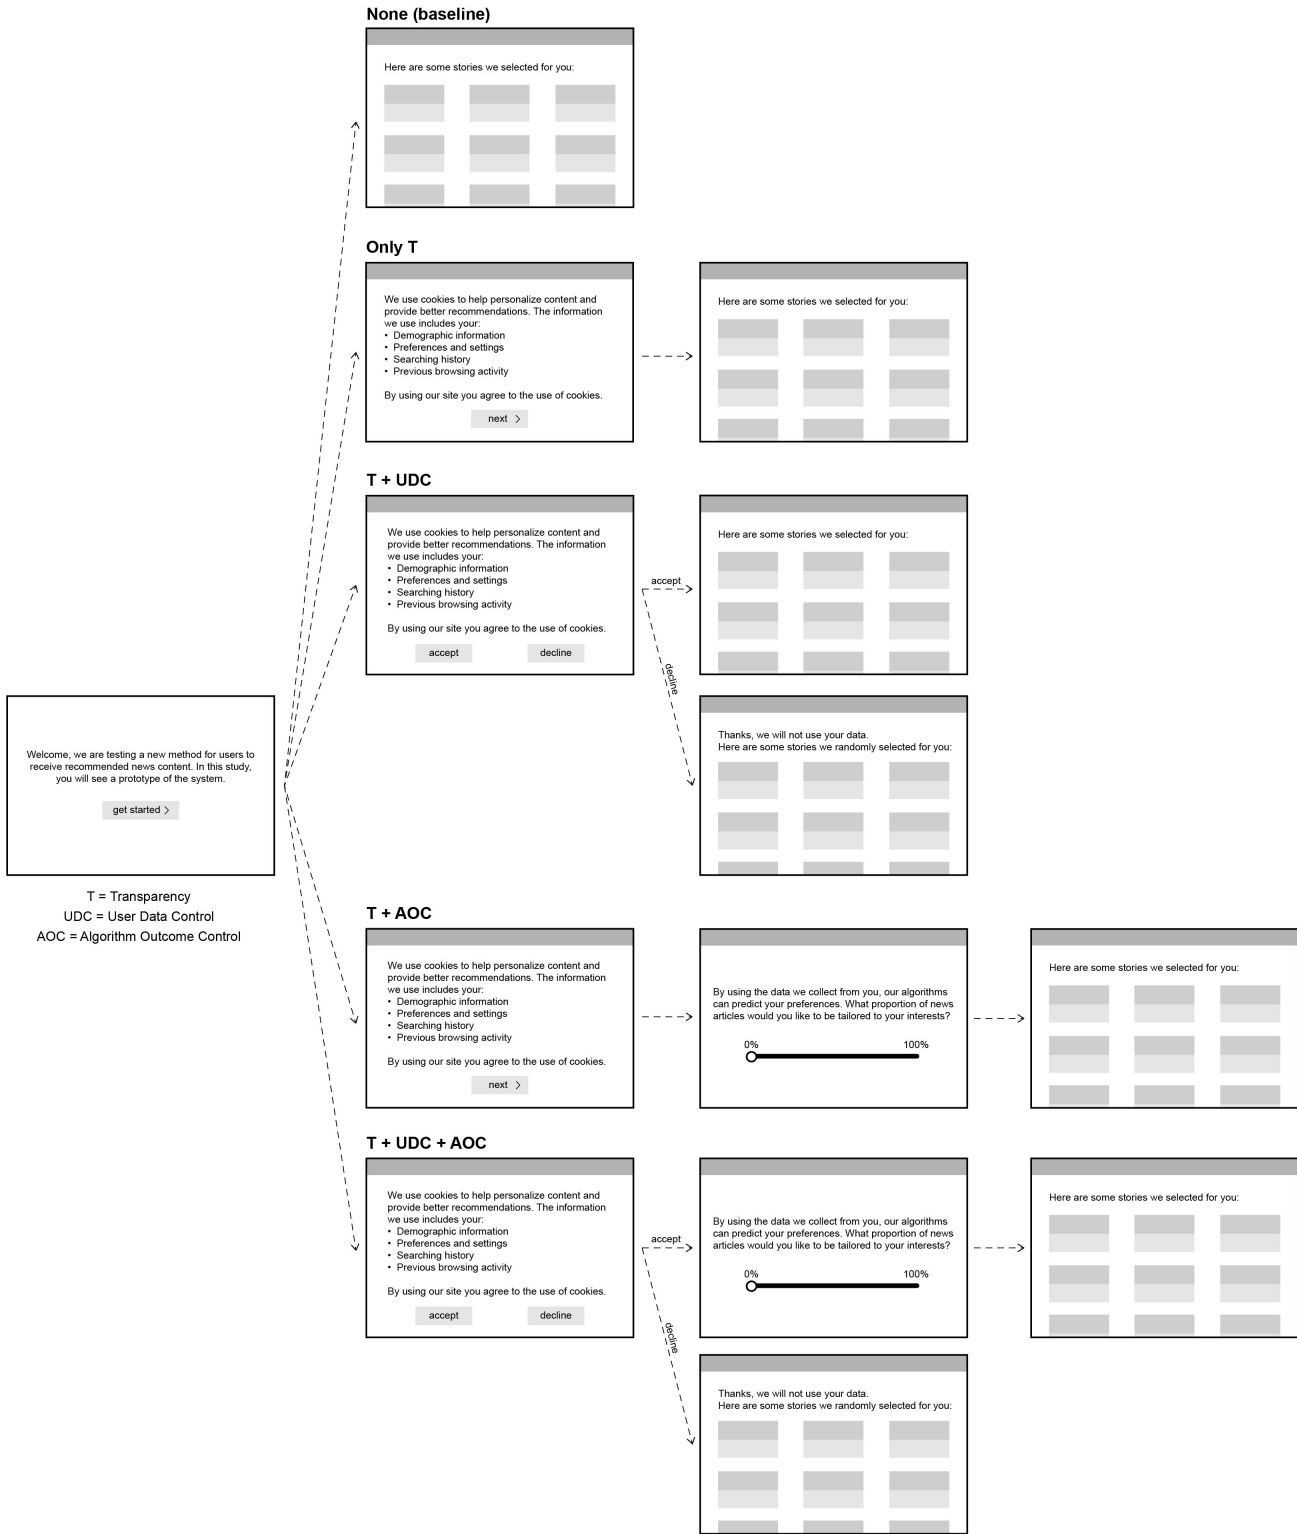 None (baseline)
Here are some stories we selected for you:
Only T
We use cookies to help personalize content and
provide better recommendations. The information
we use includes your:
• Demographic information
• Preferences and settings
• Searching history
• Previous browsing activity
By using our site you agree to the use of cookies.
next >
Here are some stories we selected for you:
T + UDC
We use cookies to help personalize content and
provide better recommendations. The information
we use includes your:
• Demographic information
• Preferences and settings
• Searching history
• Previous browsing activity
By using our site you agree to the use of cookies.
accept
decline
accept
decline
Here are some stories we selected for you:
Thanks, we will not use your data.
Here are some stories we randomly selected for you:
Welcome, we are testing a new method for users to
receive recommended news content. In this study,
you will see a prototype of the system.
get started >
T = Transparency
UDC = User Data Control
AOC = Algorithm Outcome Control
T + AOC
We use cookies to help personalize content and
provide better recommendations. The information
we use includes your:
• Demographic information
• Preferences and settings
• Searching history
• Previous browsing activity
By using our site you agree to the use of cookies.
next >
By using the data we collect from you, our algorithms
can predict your preferences. What proportion of news
articles would you like to be tailored to your interests?
0%
100%
Here are some stories we selected for you:
T + UDC + AOC
We use cookies to help personalize content and
provide better recommendations. The information
we use includes your:
• Demographic information
• Preferences and settings
• Searching history
• Previous browsing activity
By using our site you agree to the use of cookies.
accept
decline
accept
decline
By using the data we collect from you, our algorithms
can predict your preferences. What proportion of news
articles would you like to be tailored to your interests?
0%
100%
Here are some stories we selected for you:
Thanks, we will not use your data.
Here are some stories we randomly selected for you: